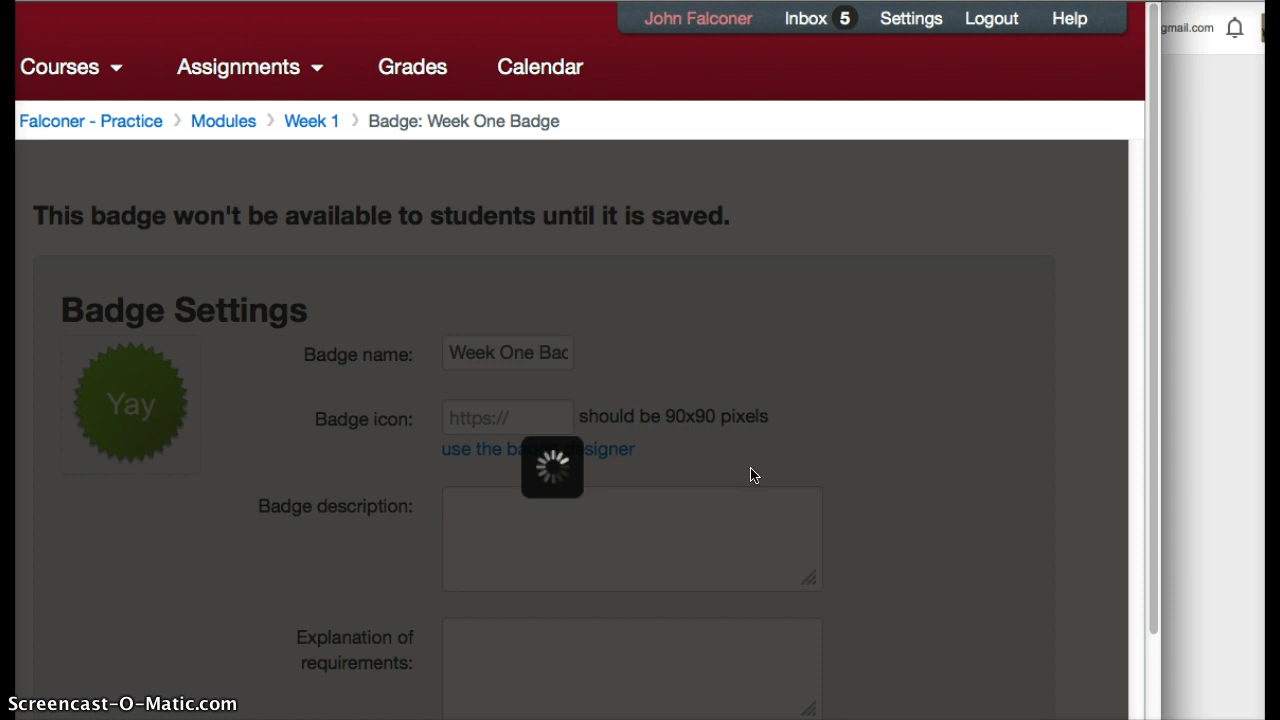 John Falconer Inbox 5 Settings Logout Help
gmail.com
Courses Assignments Grades Calendar
Falconer - Practice > Modules > Week 1 > Badge: Week One Badge
This badge won't be available to students until it is saved.
Badge Settings
Yay
Badge name: Week One Bad
Badge icon: https:// should be 90x90 pixels
use the badge designer
Badge description:
Explanation of
requirements:
Screencast-O-Matic.com